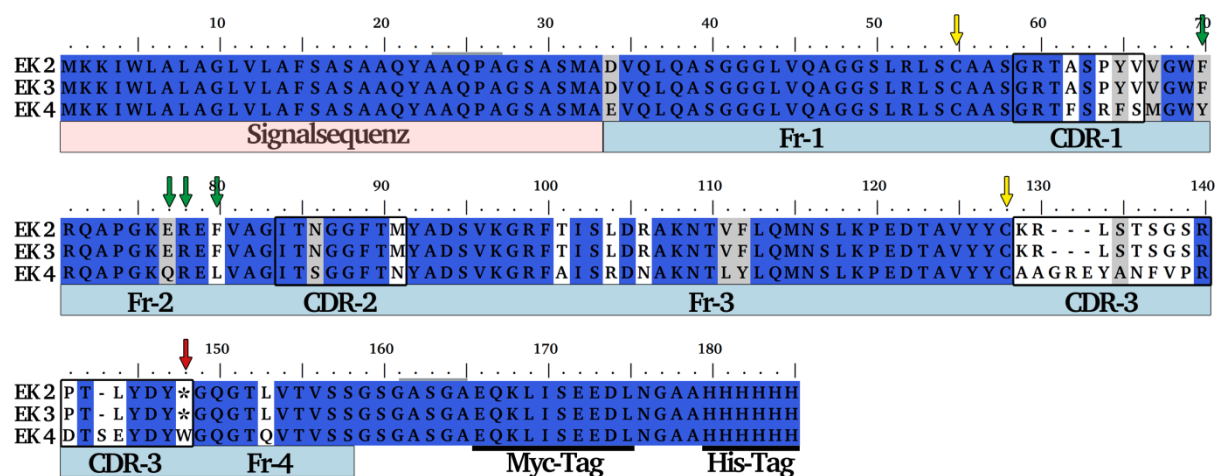 10 20 30 40 50 60 70
EK2 MKKIWLALAGLVLAFSASAAQYAAQPAGSASMADVQLQASGGGLVQAGGSLRLSCAASGRTASPYVVGWF
EK3 MKKIWLALAGLVLAFSASAAQYAAQPAGSASMADVQLQASGGGLVQAGGSLRLSCAASGRTASPYVVGWF
EK4 MKKIWLALAGLVLAFSASAAQYAAQPAGSASMAEVQLQASGGGLVQAGGSLRLSCAASGRTFSRFSMGWY
Signalsequenz Fr-1 CDR-1
80 90 100 110 120 130 140
EK2 RQAPGKEREFVAGITNGGFTMYADSVKGRFTISLDRAKNTVFLQMNSLKPEDTAVYYCKR---LSTSGSR
EK3 RQAPGKEREFVAGITNGGFTMYADSVKGRFTISLDRAKNTVFLQMNSLKPEDTAVYYCKR---LSTSGSR
EK4 RQAPGKQRELVAGITSGGFTNYADSVKGRFAISRDNAKNTLYLQMNSLKPEDTAVYYCAAGREYANFVPR
Fr-2 CDR-2 Fr-3 CDR-3
150 160 170 180
EK2 PT-LYDY*GQGTLVTVSSGSGASGAEQKLISEEDLNGAAHHHHHH
EK3 PT-LYDY*GQGTLVTVSSGSGASGAEQKLISEEDLNGAAHHHHHH
EK4 DTSEYDYWGQGTQVTVSSGSGASGAEQKLISEEDLNGAAHHHHHH
CDR-3 Fr-4 Myc-Tag His-Tag